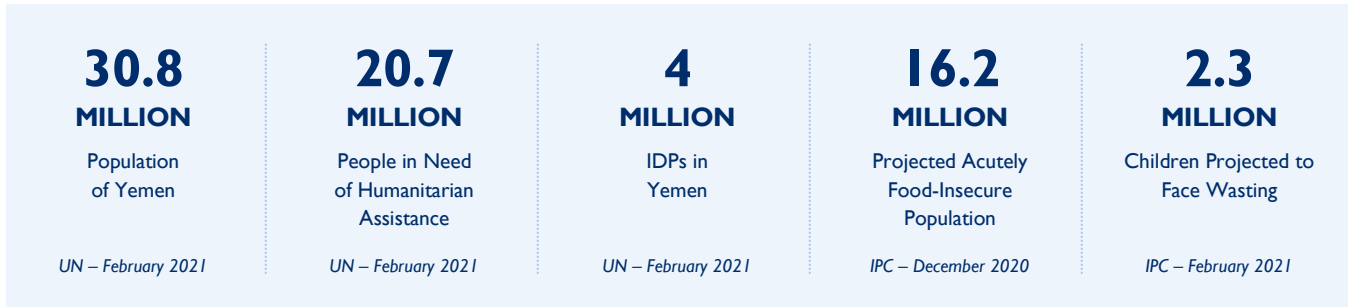 30.8
MILLION
Population
of Yemen
UN – February 2021
20.7
MILLION
People in Need
of Humanitarian
Assistance
UN – February 2021
4
MILLION
IDPs in
Yemen
UN – February 2021
16.2
MILLION
Projected Acutely
Food-Insecure
Population
IPC – December 2020
2.3
MILLION
Children Projected to
Face Wasting
IPC – February 2021